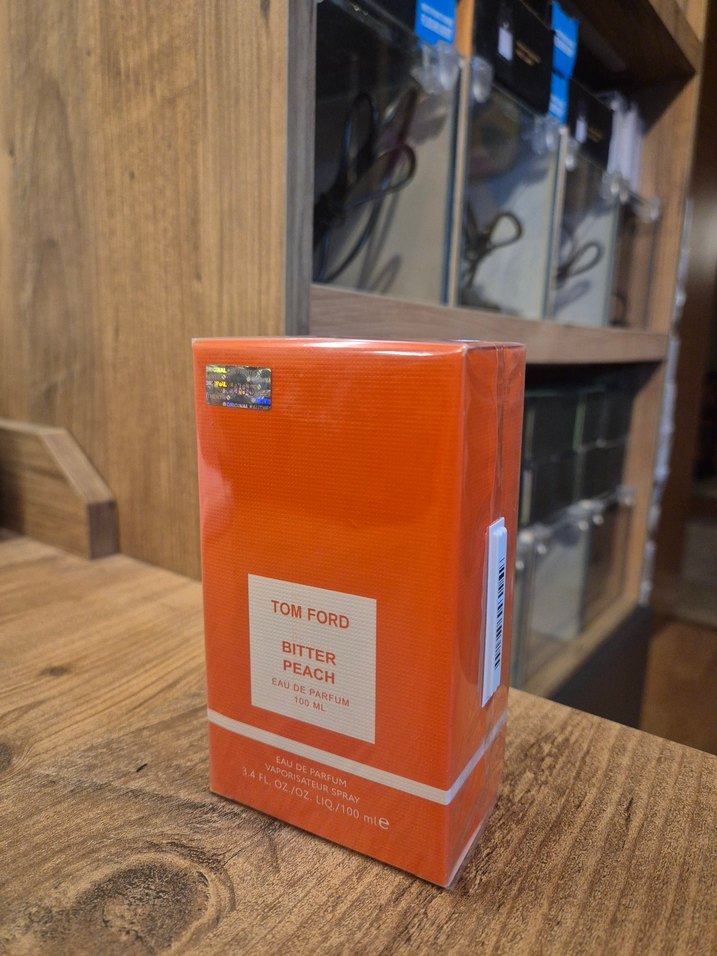 TOM FORD
BITTER
PEACH
EAU DE PARFUM
100 ML
EAU DE PARFUM
VAPORISATEUR SPRAY
3.4 FL. OZ./OZ. LIQ./100 ml e